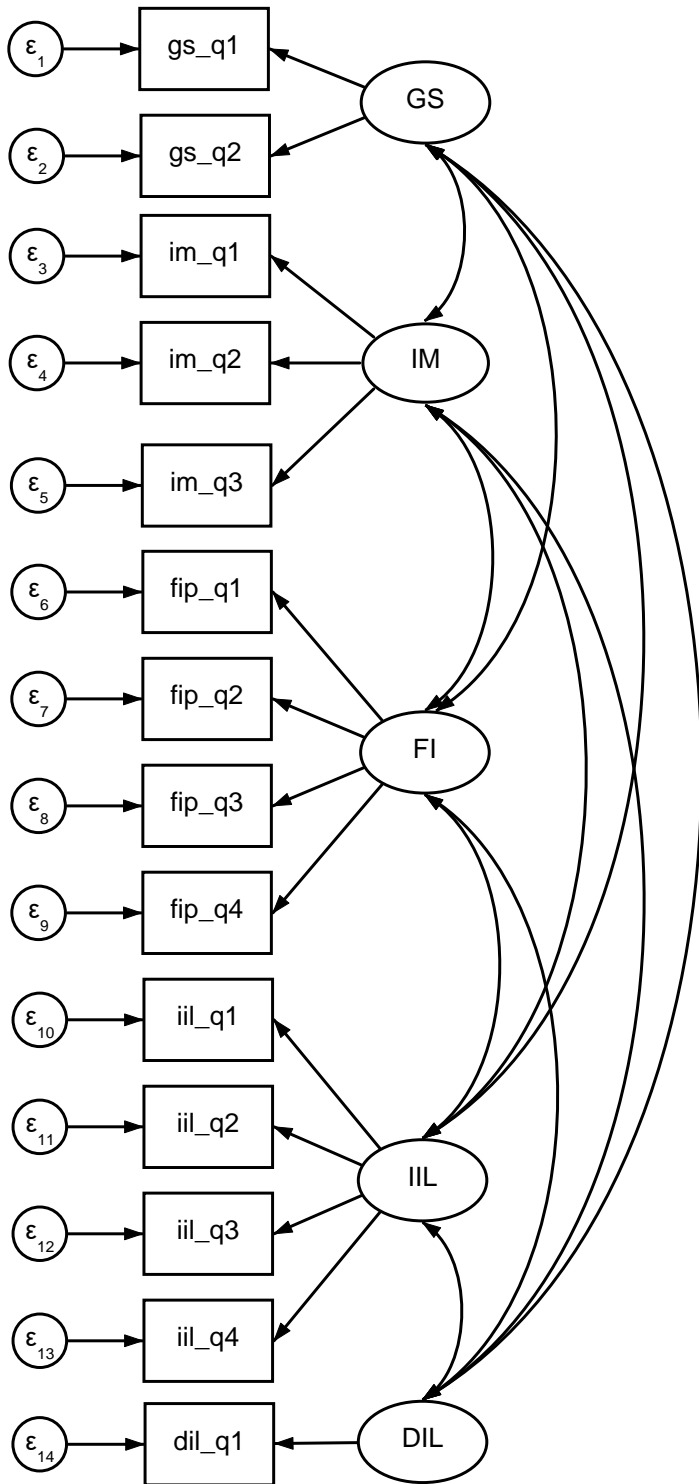 ε1 gs_q1
GS
ε2 gs_q2
ε3 im_q1
ε4 im_q2 IM
ε5 im_q3
ε6 fip_q1
ε7 fip_q2
FI
ε8 fip_q3
ε9 fip_q4
ε10 iil_q1
ε11 iil_q2
IIL
ε12 iil_q3
ε13 iil_q4
ε14 dil_q1 DIL